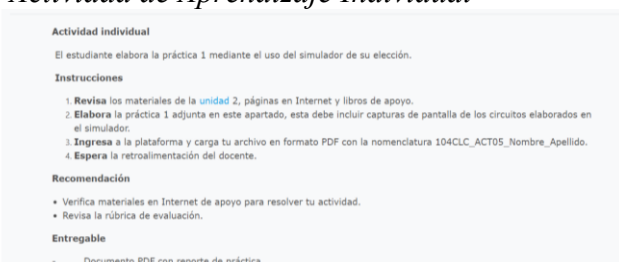 Actividad de Aprendizaje Individual
Actividad individual
El estudiante elabora la práctica 1 mediante el uso del simulador de su elección.
Instrucciones
1. Revisa los materiales de la unidad 2, páginas en Internet y libros de apoyo.
2. Elabora la práctica 1 adjunta en este apartado, esta debe incluir capturas de pantalla de los circuitos elaborados en
el simulador.
3. Ingresa a la plataforma y carga tu archivo en formato PDF con la nomenclatura 104CLC_ACT05_Nombre_Apellido.
4. Espera la retroalimentación del docente.
Recomendación
• Verifica materiales en Internet de apoyo para resolver tu actividad.
• Revisa la rúbrica de evaluación.
Entregable
Documento PDF con reporte de práctica